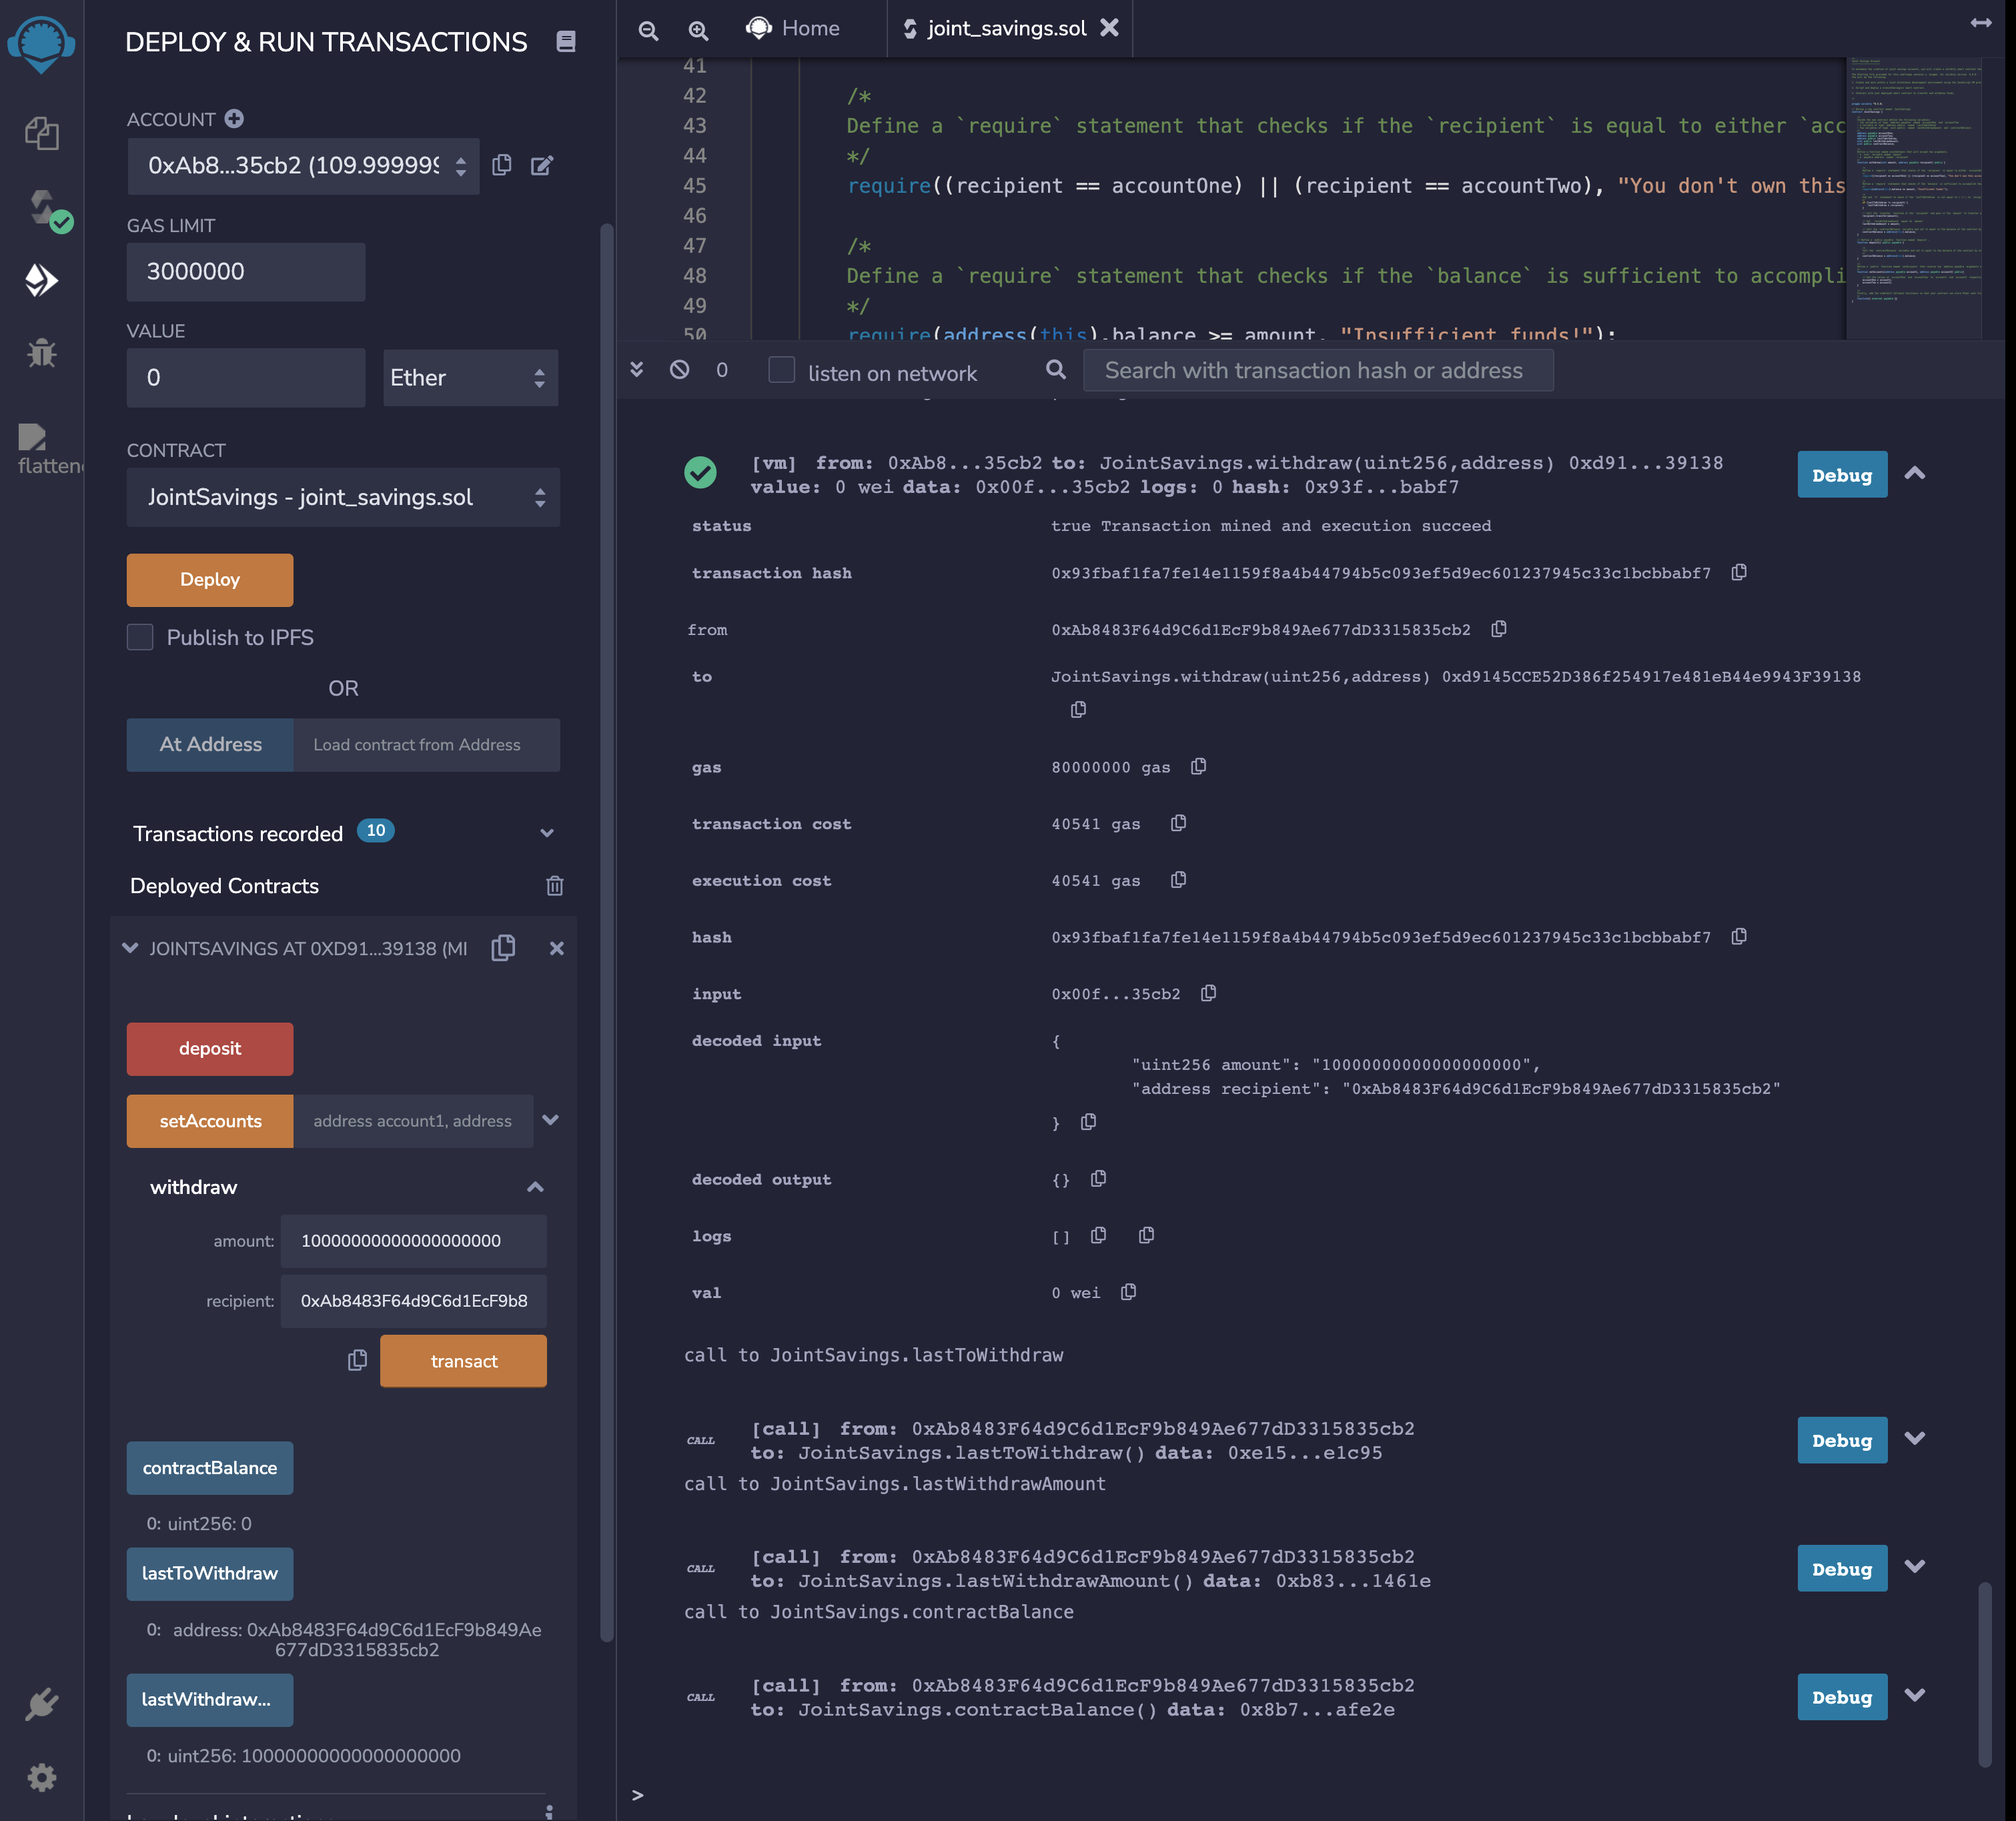 DEPLOY & RUN TRANSACTIONS
ACCOUNT
0xAb8...35cb2 (109.999999
GAS LIMIT
3000000
VALUE
0
Ether
CONTRACT
JointSavings - joint_savings.sol
Deploy
Publish to IPFS
OR
At Address
Load contract from Address
Transactions recorded 10
Deployed Contracts
JOINTSAVINGS AT 0XD91...39138 (MI
deposit
setAccounts
address account1, address
withdraw
amount:
10000000000000000000
recipient:
0xAb8483F64d9C6d1EcF9b8
transact
contractBalance
0: uint256: 0
lastToWithdraw
0: address: 0xAb8483F64d9C6d1EcF9b849Ae
677dD3315835cb2
lastWithdraw...
0: uint256: 10000000000000000000
flatten
Home
joint_savings.sol
41
42 /*
43 Define a `require` statement that checks if the `recipient` is equal to either `acc
44 */
45 require((recipient == accountOne) || (recipient == accountTwo), "You don't own this
46
47 /*
48 Define a `require` statement that checks if the `balance` is sufficient to accompli
49 */
50 require(address(this).balance >= amount, "Insufficient funds!");
0
listen on network
Search with transaction hash or address
[vm] from: 0xAb8...35cb2 to: JointSavings.withdraw(uint256,address) 0xd91...39138
value: 0 wei data: 0x00f...35cb2 logs: 0 hash: 0x93f...babf7
Debug
status true Transaction mined and execution succeed
transaction hash 0x93fbaf1fa7fe14e1159f8a4b44794b5c093ef5d9ec601237945c33c1bcbbabf7
from 0xAb8483F64d9C6d1EcF9b849Ae677dD3315835cb2
to JointSavings.withdraw(uint256,address) 0xd9145CCE52D386f254917e481eB44e9943F39138
gas 80000000 gas
transaction cost 40541 gas
execution cost 40541 gas
hash 0x93fbaf1fa7fe14e1159f8a4b44794b5c093ef5d9ec601237945c33c1bcbbabf7
input 0x00f...35cb2
decoded input {
"uint256 amount": "10000000000000000000",
"address recipient": "0xAb8483F64d9C6d1EcF9b849Ae677dD3315835cb2"
}
decoded output {}
logs []
val 0 wei
call to JointSavings.lastToWithdraw
CALL
[call] from: 0xAb8483F64d9C6d1EcF9b849Ae677dD3315835cb2
to: JointSavings.lastToWithdraw() data: 0xe15...e1c95
Debug
call to JointSavings.lastWithdrawAmount
CALL
[call] from: 0xAb8483F64d9C6d1EcF9b849Ae677dD3315835cb2
to: JointSavings.lastWithdrawAmount() data: 0xb83...1461e
Debug
call to JointSavings.contractBalance
CALL
[call] from: 0xAb8483F64d9C6d1EcF9b849Ae677dD3315835cb2
to: JointSavings.contractBalance() data: 0x8b7...afe2e
Debug
>